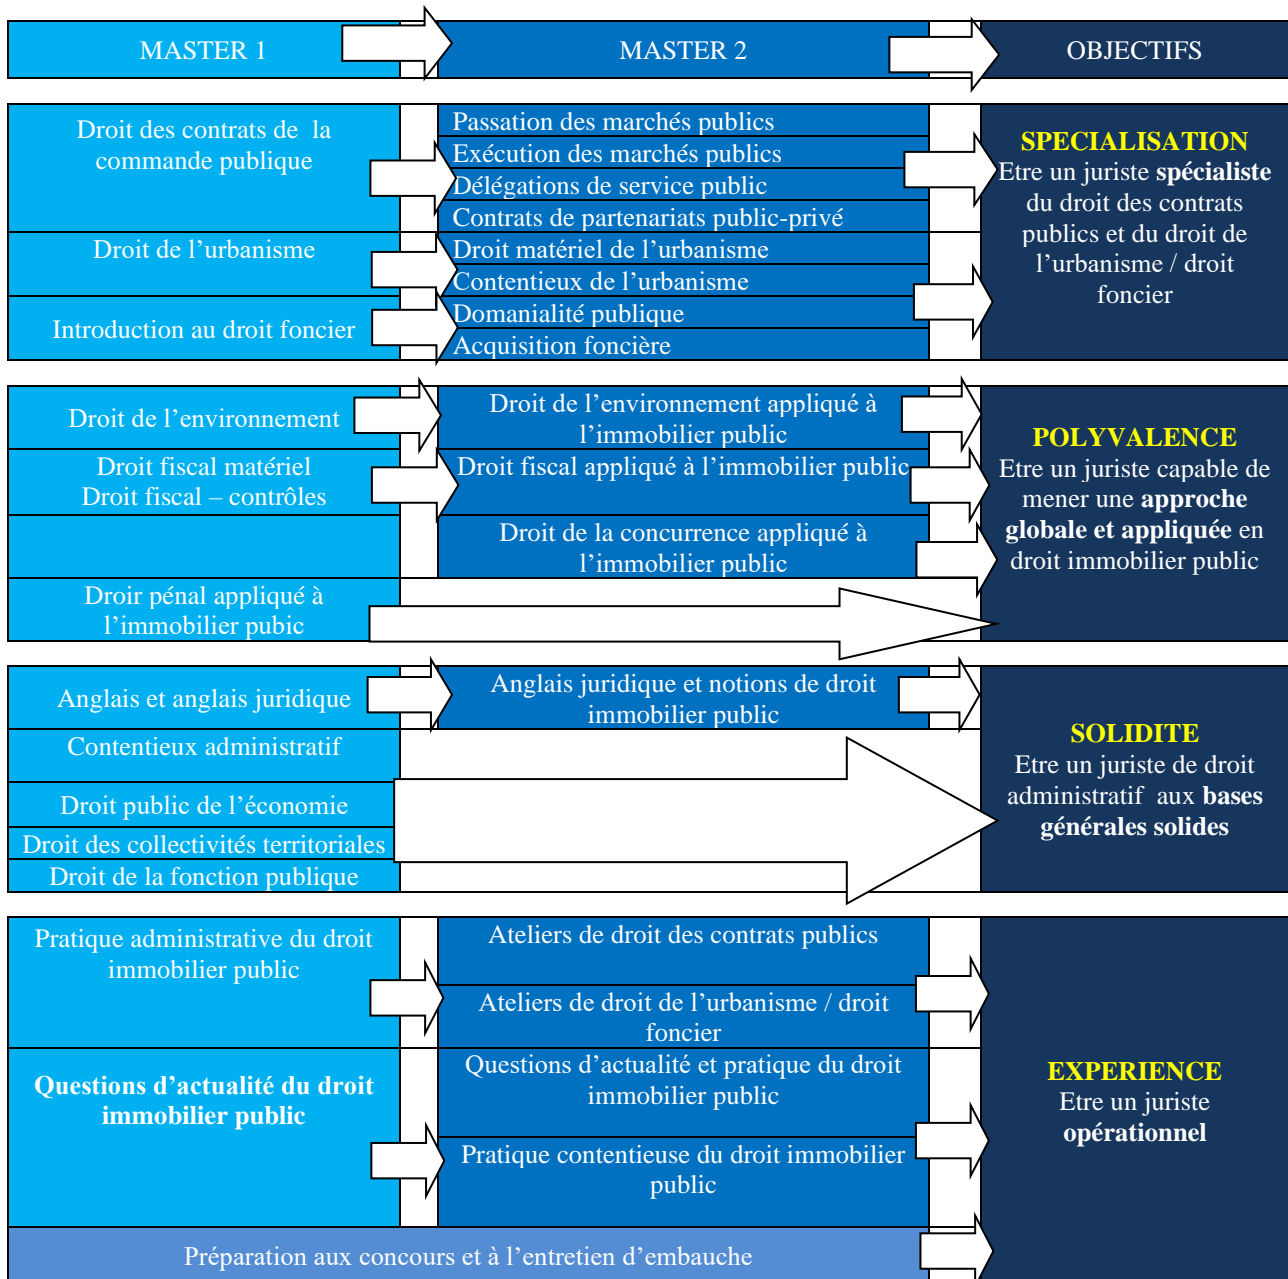 MASTER 1
MASTER 2
OBJECTIFS
Droit des contrats de  la
commande publique
Passation des marchés publics
Exécution des marchés publics
Délégations de service public
Contrats de partenariats public-privé
Droit de l’urbanisme
Droit matériel de l’urbanisme
Contentieux de l’urbanisme
Introduction au droit foncier
Domanialité publique
Acquisition foncière
SPECIALISATION
Etre un juriste spécialiste
du droit des contrats
publics et du droit de
l’urbanisme / droit
foncier
Droit de l’environnement
Droit de l’environnement appliqué à
l’immobilier public
Droit fiscal matériel
Droit fiscal – contrôles
Droit fiscal appliqué à l’immobilier public
Droit de la concurrence appliqué à
l’immobilier public
Droir pénal appliqué à
l’immobilier pubic
POLYVALENCE
Etre un juriste capable de
mener une approche
globale et appliquée en
droit immobilier public
Anglais et anglais juridique
Anglais juridique et notions de droit
immobilier public
Contentieux administratif
Droit public de l’économie
Droit des collectivités territoriales
Droit de la fonction publique
SOLIDITE
Etre un juriste de droit
administratif  aux bases
générales solides
Pratique administrative du droit
immobilier public
Ateliers de droit des contrats publics
Ateliers de droit de l’urbanisme / droit
foncier
Questions d’actualité du droit
immobilier public
Questions d’actualité et pratique du droit
immobilier public
Pratique contentieuse du droit immobilier
public
EXPERIENCE
Etre un juriste
opérationnel
Préparation aux concours et à l’entretien d’embauche